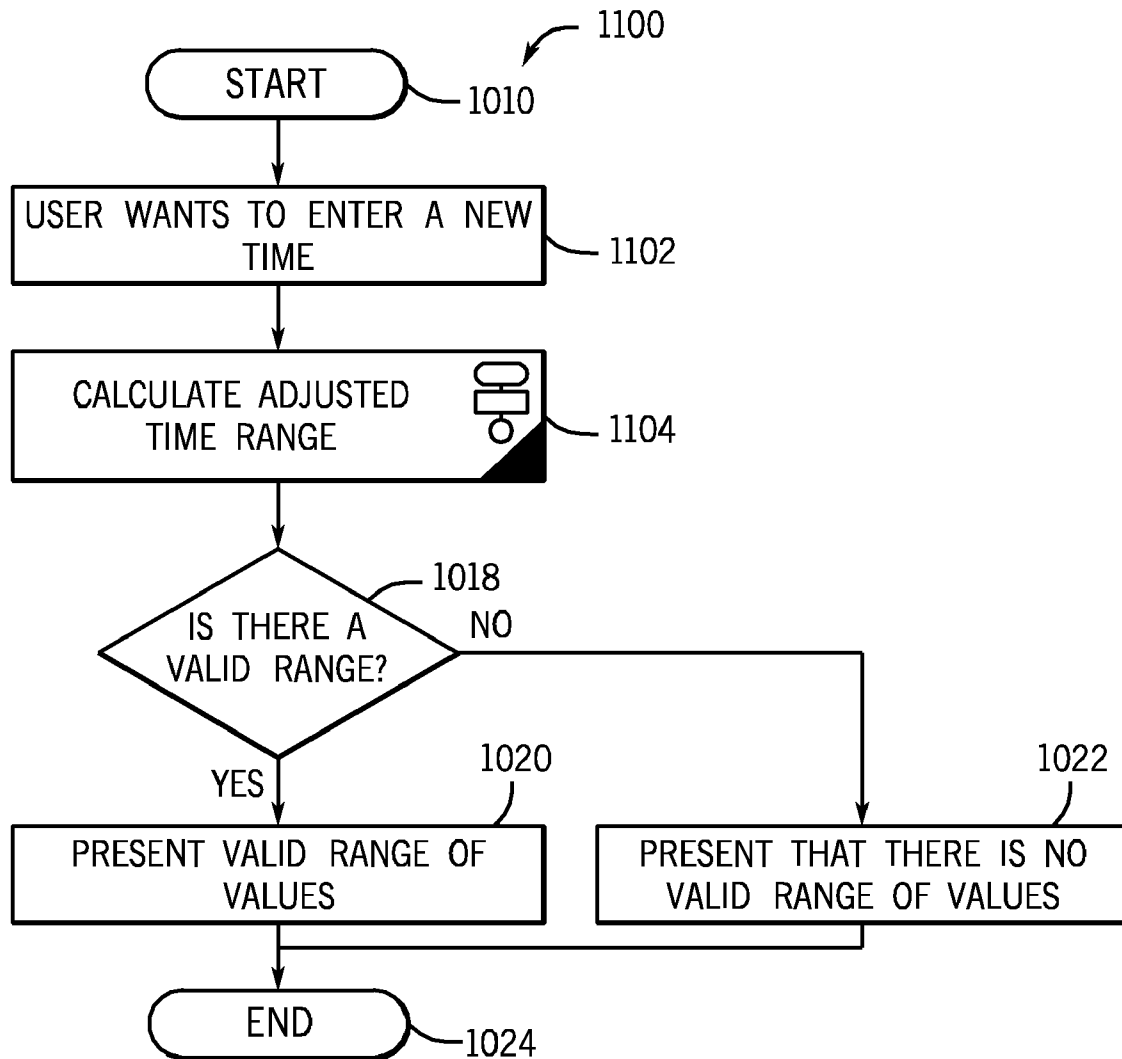 1100
START
1010
USER WANTS TO ENTER A NEW
TIME
1102
CALCULATE ADJUSTED
TIME RANGE
1104
1018
IS THERE A
VALID RANGE?
NO
YES
1020
PRESENT VALID RANGE OF
VALUES
1022
PRESENT THAT THERE IS NO
VALID RANGE OF VALUES
END
1024